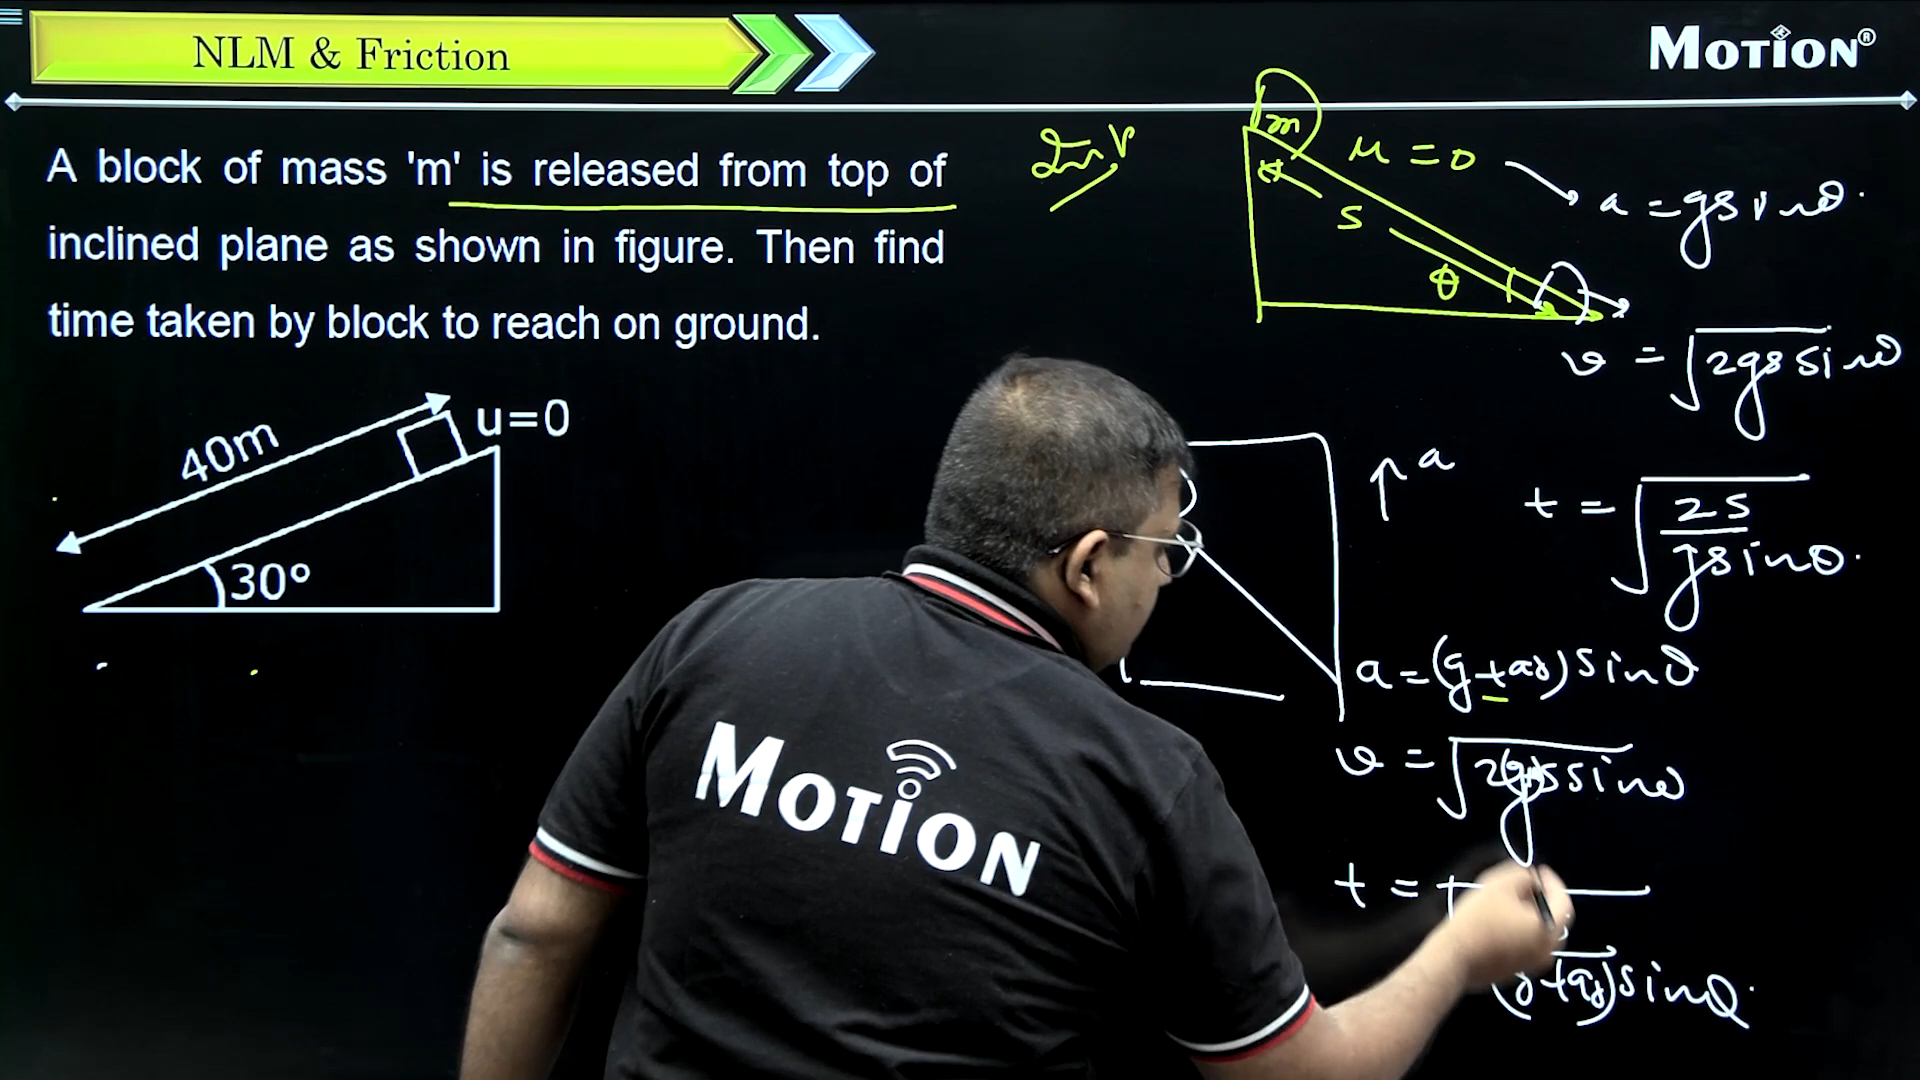 NLM & Friction
MOTION®
A block of mass 'm' is released from top of
inclined plane as shown in figure. Then find
time taken by block to reach on ground.
40m
u=0
30°
m
μ = 0
a = g sinθ.
s
θ
v = √2gs sinθ
a
t = √2s/g sinθ.
a = (g + a
) sinθ
v = √2(g
)s sinθ
t =
sinθ.
MOTION